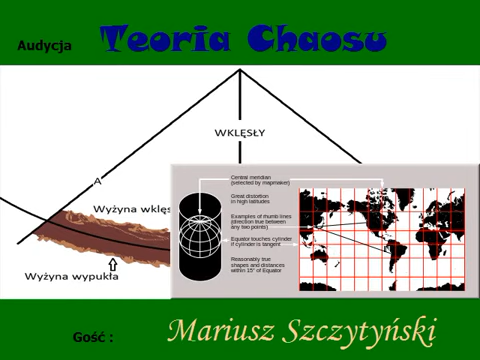 Audycja Teoria Chaosu
WKLĘSŁY
A
Wyżyna wklęs
Wyżyna wypukła
Central meridian
(selected by mapmaker)
Great distortion
in high latitudes
Examples of rhumb lines
(direction true between
any two points)
Equator touches cylinder
if cylinder is tangent
Reasonably true
shapes and distances
within 15° of Equator
Gość : Mariusz Szczytyński